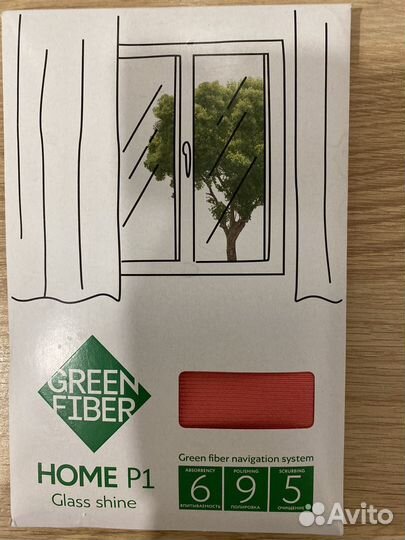 GREEN
FIBER
HOME P1
Glass shine
Green fiber navigation system
ABSORBENCY POLISHING SCRUBBING
6 9 5
ВПИТЫВАЕМОСТЬ ПОЛИРОВКА ОЧИЩЕНИЕ
Avito